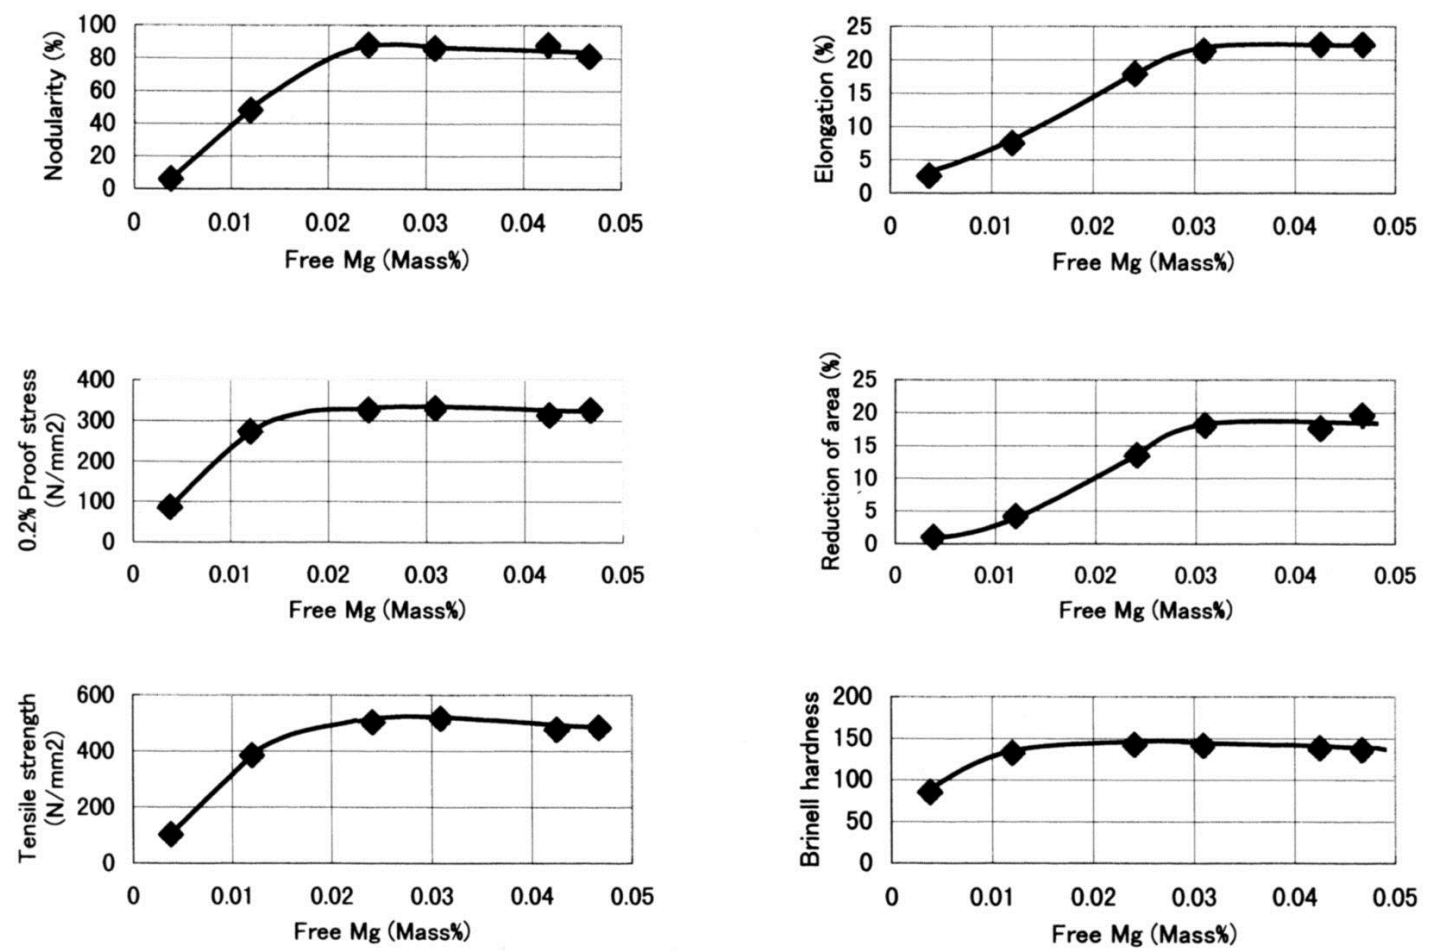 Nodularity (%)
100
80
60
40
20
0
0 0.01 0.02 0.03 0.04 0.05
Free Mg (Mass%)
Elongation (%)
25
20
15
10
5
0
0 0.01 0.02 0.03 0.04 0.05
Free Mg (Mass%)
0.2% Proof stress
(N/mm2)
400
300
200
100
0
0 0.01 0.02 0.03 0.04 0.05
Free Mg (Mass%)
Reduction of area (%)
25
20
15
10
5
0
0 0.01 0.02 0.03 0.04 0.05
Free Mg (Mass%)
Tensile strength
(N/mm2)
600
400
200
0
0 0.01 0.02 0.03 0.04 0.05
Free Mg (Mass%)
Brinell hardness
200
150
100
50
0
0 0.01 0.02 0.03 0.04 0.05
Free Mg (Mass%)